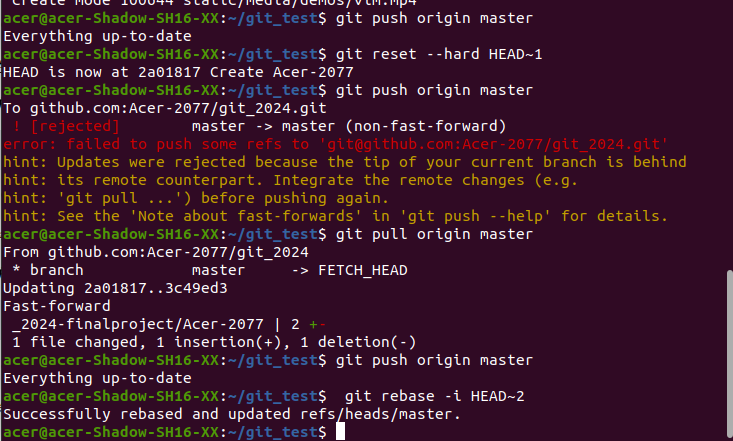 create mode 100644 static/media/demos/vlm.mp4
acer@acer-Shadow-SH16-XX:~/git_test$ git push origin master
Everything up-to-date
acer@acer-Shadow-SH16-XX:~/git_test$ git reset --hard HEAD~1
HEAD is now at 2a01817 Create Acer-2077
acer@acer-Shadow-SH16-XX:~/git_test$ git push origin master
To github.com:Acer-2077/git_2024.git
 ! [rejected]        master -> master (non-fast-forward)
error: failed to push some refs to 'git@github.com:Acer-2077/git_2024.git'
hint: Updates were rejected because the tip of your current branch is behind
hint: its remote counterpart. Integrate the remote changes (e.g.
hint: 'git pull ...') before pushing again.
hint: See the 'Note about fast-forwards' in 'git push --help' for details.
acer@acer-Shadow-SH16-XX:~/git_test$ git pull origin master
From github.com:Acer-2077/git_2024
 * branch            master     -> FETCH_HEAD
Updating 2a01817..3c49ed3
Fast-forward
 _2024-finalproject/Acer-2077 | 2 +-
 1 file changed, 1 insertion(+), 1 deletion(-)
acer@acer-Shadow-SH16-XX:~/git_test$ git push origin master
Everything up-to-date
acer@acer-Shadow-SH16-XX:~/git_test$  git rebase -i HEAD~2
Successfully rebased and updated refs/heads/master.
acer@acer-Shadow-SH16-XX:~/git_test$